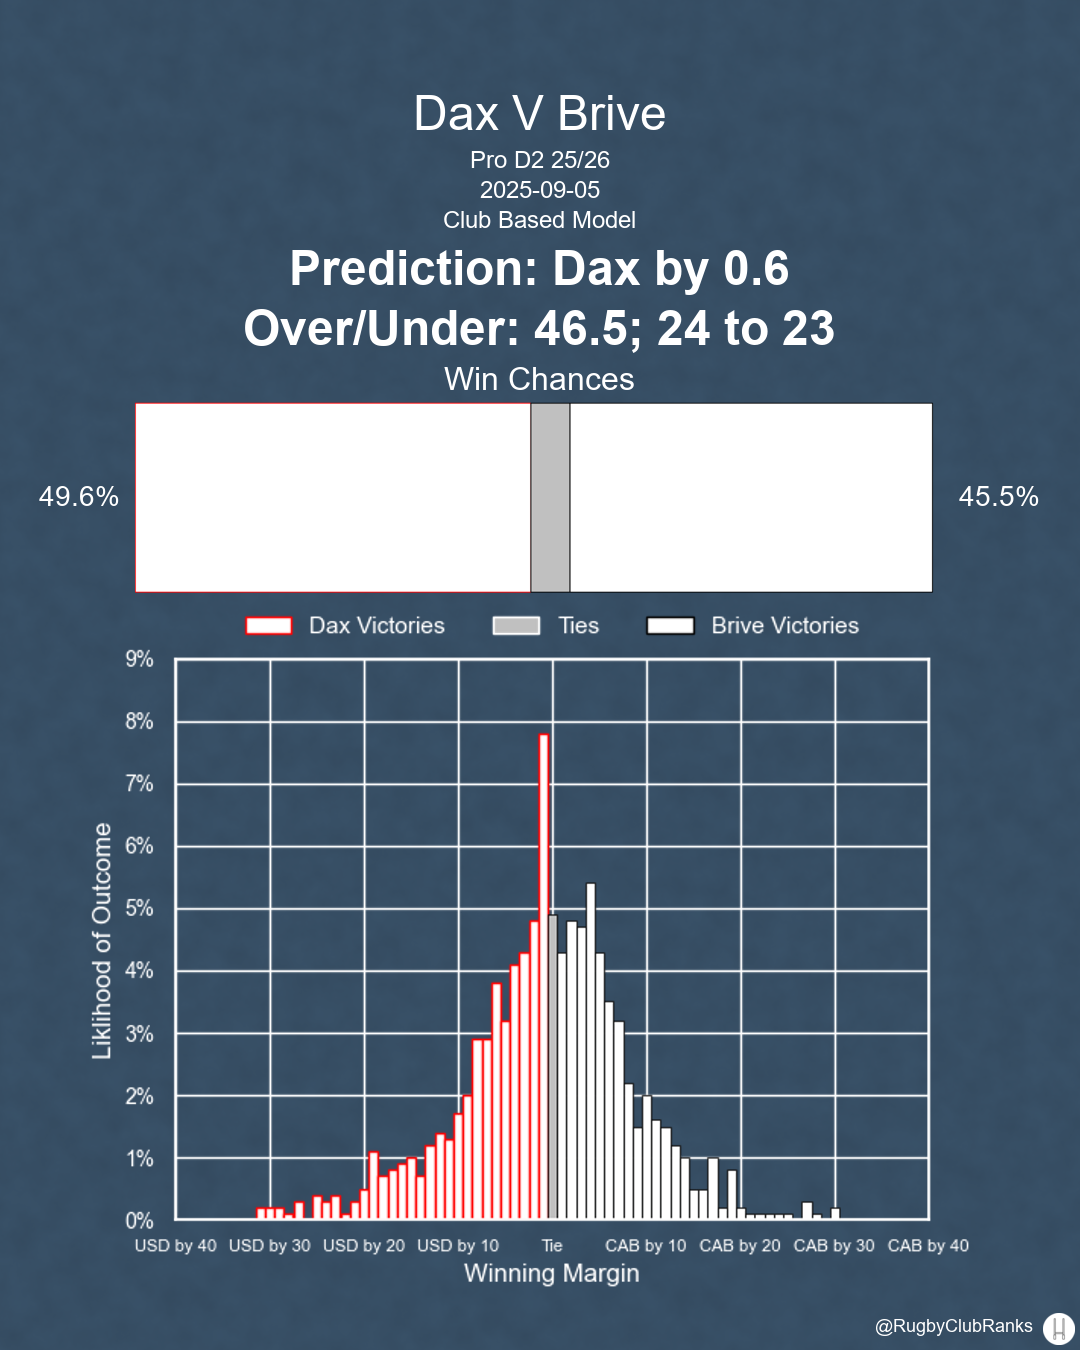 Dax V Brive
Pro D2 25/26
2025-09-05
Club Based Model
Prediction: Dax by 0.6
Over/Under: 46.5; 24 to 23
Win Chances
49.6%
45.5%
Dax Victories
Ties
Brive Victories
9%
8%
7%
6%
5%
4%
3%
2%
1%
0%
Liklihood of Outcome
USD by 40 USD by 30 USD by 20 USD by 10 Tie CAB by 10 CAB by 20 CAB by 30 CAB by 40
Winning Margin
@RugbyClubRanks